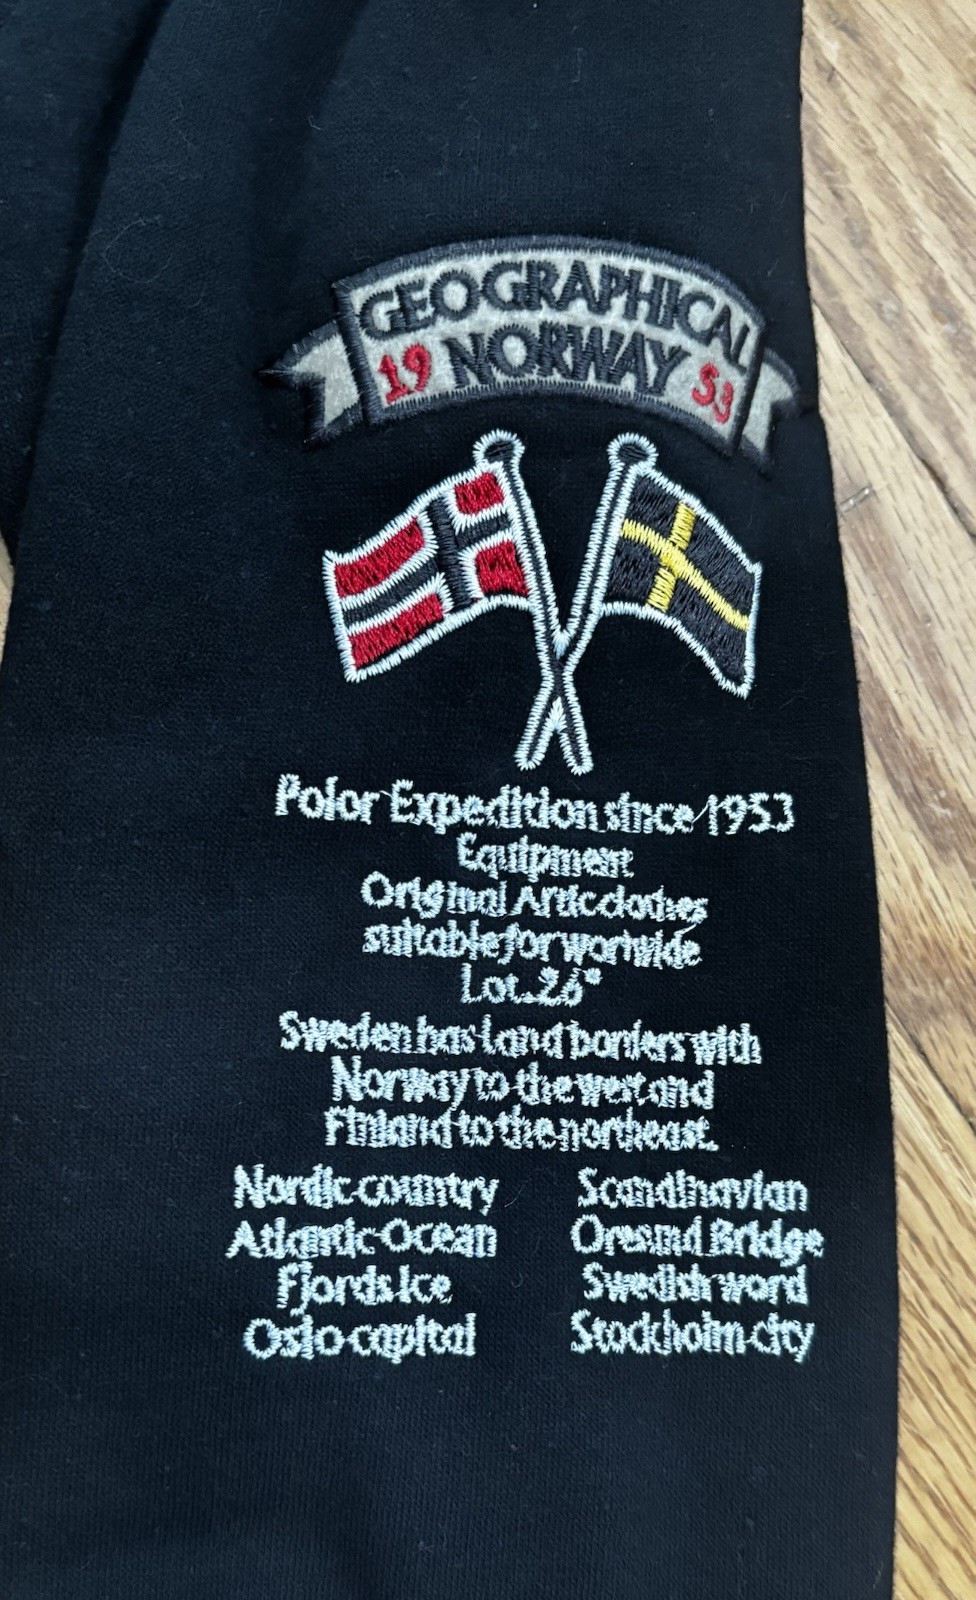 GEOGRAPHICAL
19 NORWAY 53
Polor Expedition since 1953
Equipment
Original Artic clothes
suitable for worlwide
Lot. 26°
Sweden has land borders with
Norway to the west and
Finland to the northeast.
Nordic country Scandinavian
Atlantic Ocean Oresund Bridge
Fjords Ice Swedish word
Oslo capital Stockholm city